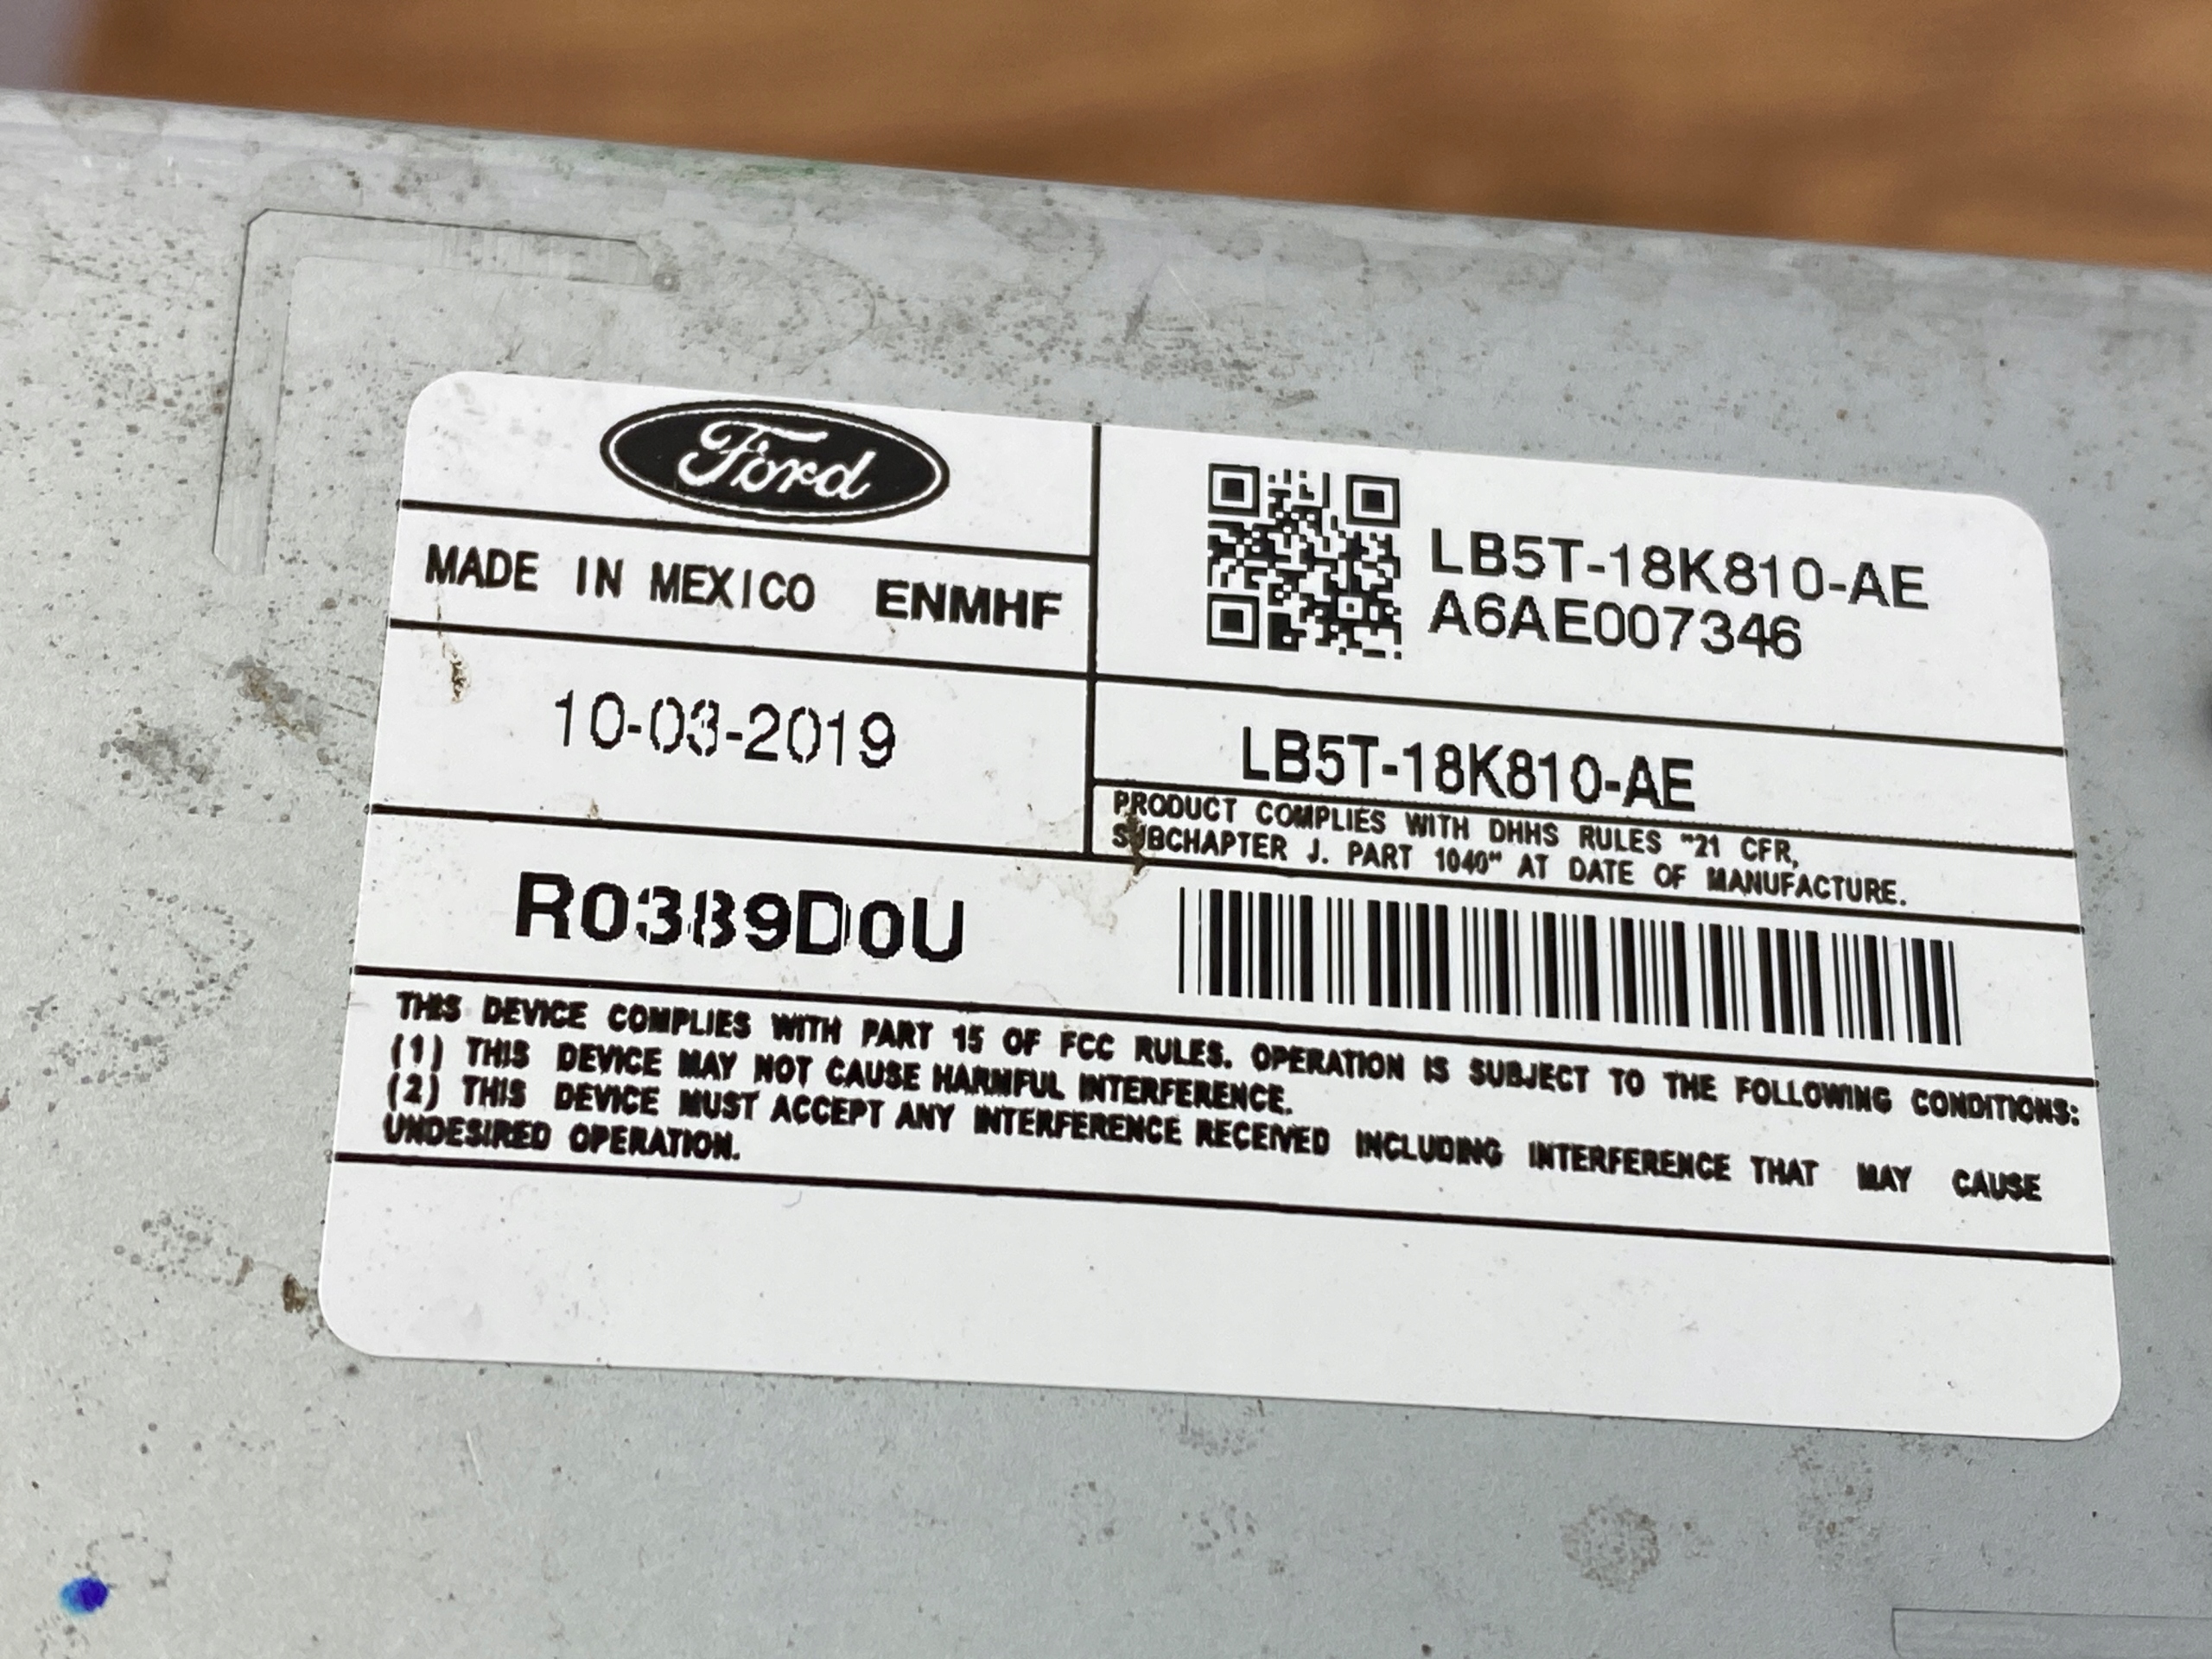 Ford
MADE IN MEXICO ENMHF
10-03-2019
LB5T-18K810-AE
A6AE007346
LB5T-18K810-AE
PRODUCT COMPLIES WITH DHHS RULES "21 CFR,
SUBCHAPTER J. PART 1040" AT DATE OF MANUFACTURE.
R0389D0U
THIS DEVICE COMPLIES WITH PART 15 OF FCC RULES. OPERATION IS SUBJECT TO THE FOLLOWING CONDITIONS:
(1) THIS DEVICE MAY NOT CAUSE HARMFUL INTERFERENCE.
(2) THIS DEVICE MUST ACCEPT ANY INTERFERENCE RECEIVED INCLUDING INTERFERENCE THAT MAY CAUSE
UNDESIRED OPERATION.